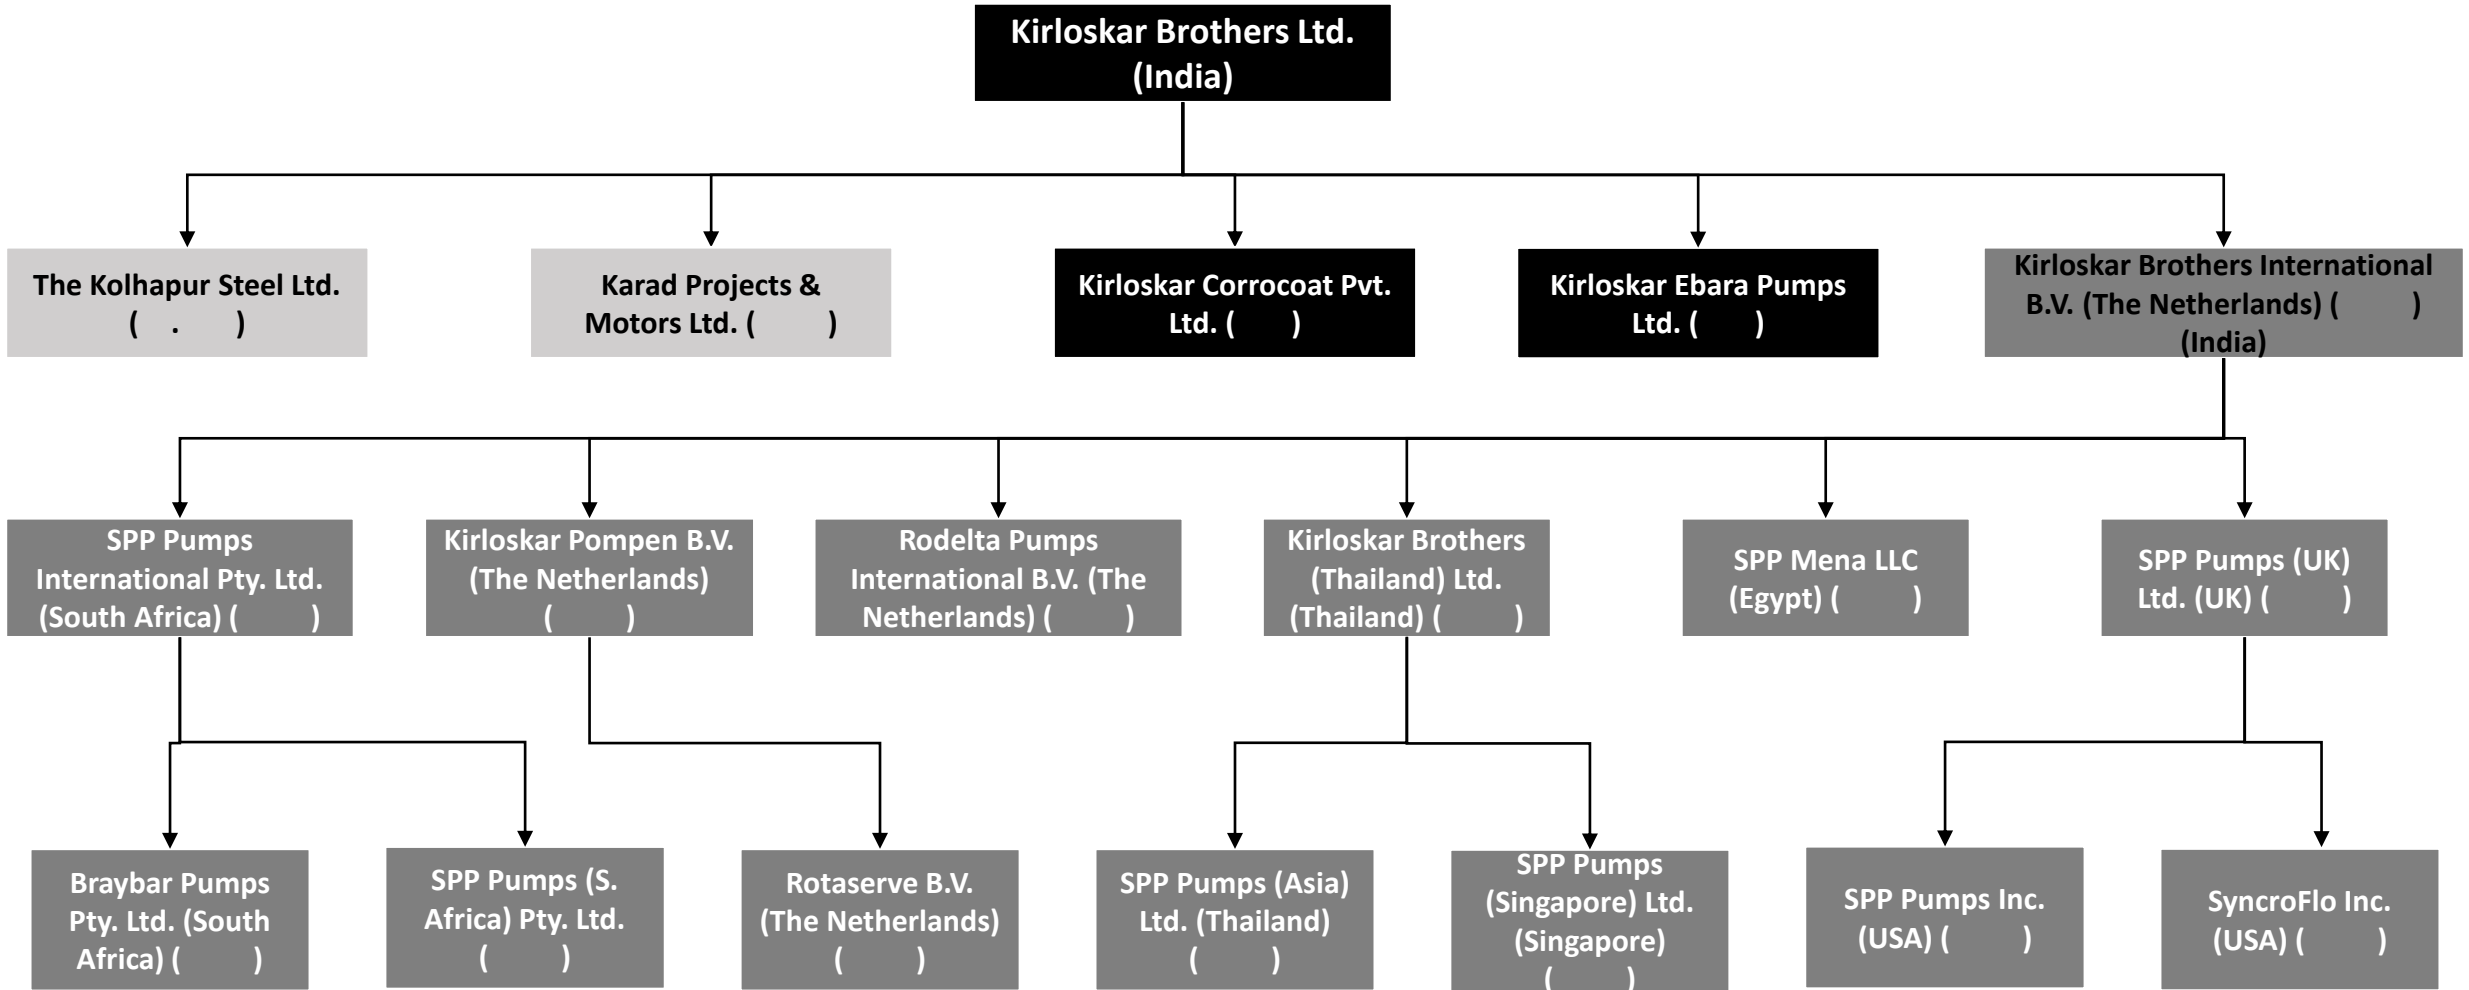 Kirloskar Brothers Ltd.
(India)
The Kolhapur Steel Ltd.
( . )
Karad Projects &
Motors Ltd. ( )
Kirloskar Corrocoat Pvt.
Ltd. ( )
Kirloskar Ebara Pumps
Ltd. ( )
Kirloskar Brothers International
B.V. (The Netherlands) ( )
(India)
SPP Pumps
International Pty. Ltd.
(South Africa) ( )
Kirloskar Pompen B.V.
(The Netherlands)
( )
Rodelta Pumps
International B.V. (The
Netherlands) ( )
Kirloskar Brothers
(Thailand) Ltd.
(Thailand) ( )
SPP Mena LLC
(Egypt) ( )
SPP Pumps (UK)
Ltd. (UK) ( )
Braybar Pumps
Pty. Ltd. (South
Africa) ( )
SPP Pumps (S.
Africa) Pty. Ltd.
( )
Rotaserve B.V.
(The Netherlands)
( )
SPP Pumps (Asia)
Ltd. (Thailand)
( )
SPP Pumps
(Singapore) Ltd.
(Singapore)
( )
SPP Pumps Inc.
(USA) ( )
SyncroFlo Inc.
(USA) ( )